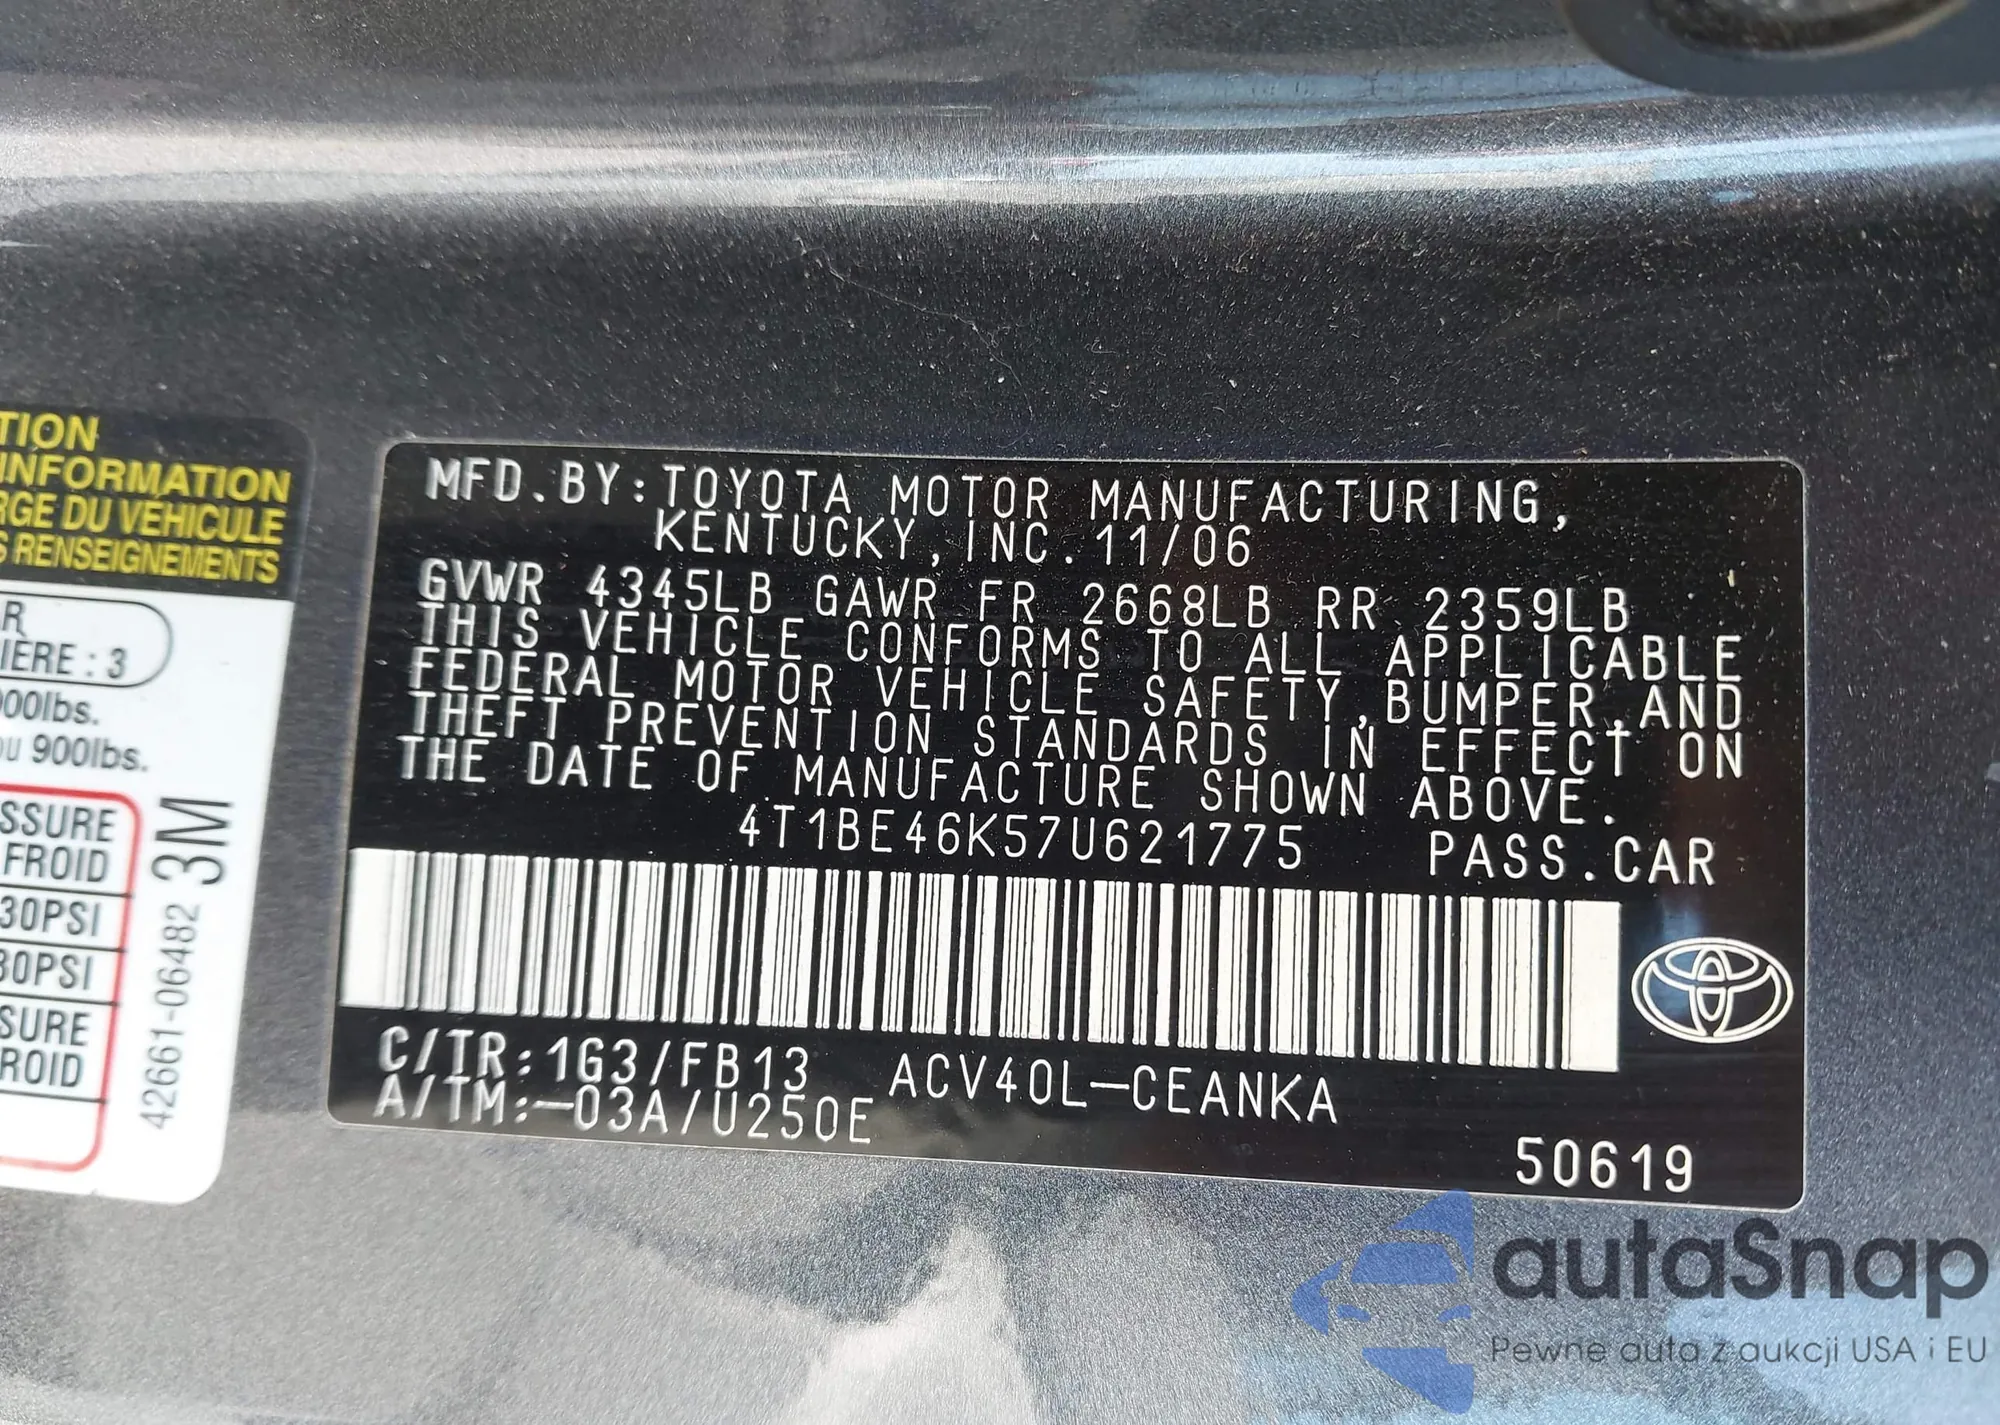 TION
INFORMATION
RGE DU VÉHICULE
S RENSEIGNEMENTS
R
IÈRE : 3
900lbs.
OU 900lbs.
SSURE
FROID
30PSI
30PSI
SURE
ROID
42661-06482 3M
MFD.BY:TOYOTA MOTOR MANUFACTURING,
KENTUCKY,INC.11/06
GVWR 4345LB GAWR FR 2668LB RR 2359LB
THIS VEHICLE CONFORMS TO ALL APPLICABLE
FEDERAL MOTOR VEHICLE SAFETY,BUMPER,AND
THEFT PREVENTION STANDARDS IN EFFECT ON
THE DATE OF MANUFACTURE SHOWN ABOVE.
4T1BE46K57U621775 PASS.CAR
C/TR:1G3/FB13 ACV40L-CEANKA
A/TM:-03A/U250E
50619
autaSnap
Pewne auta z aukcji USA i EU